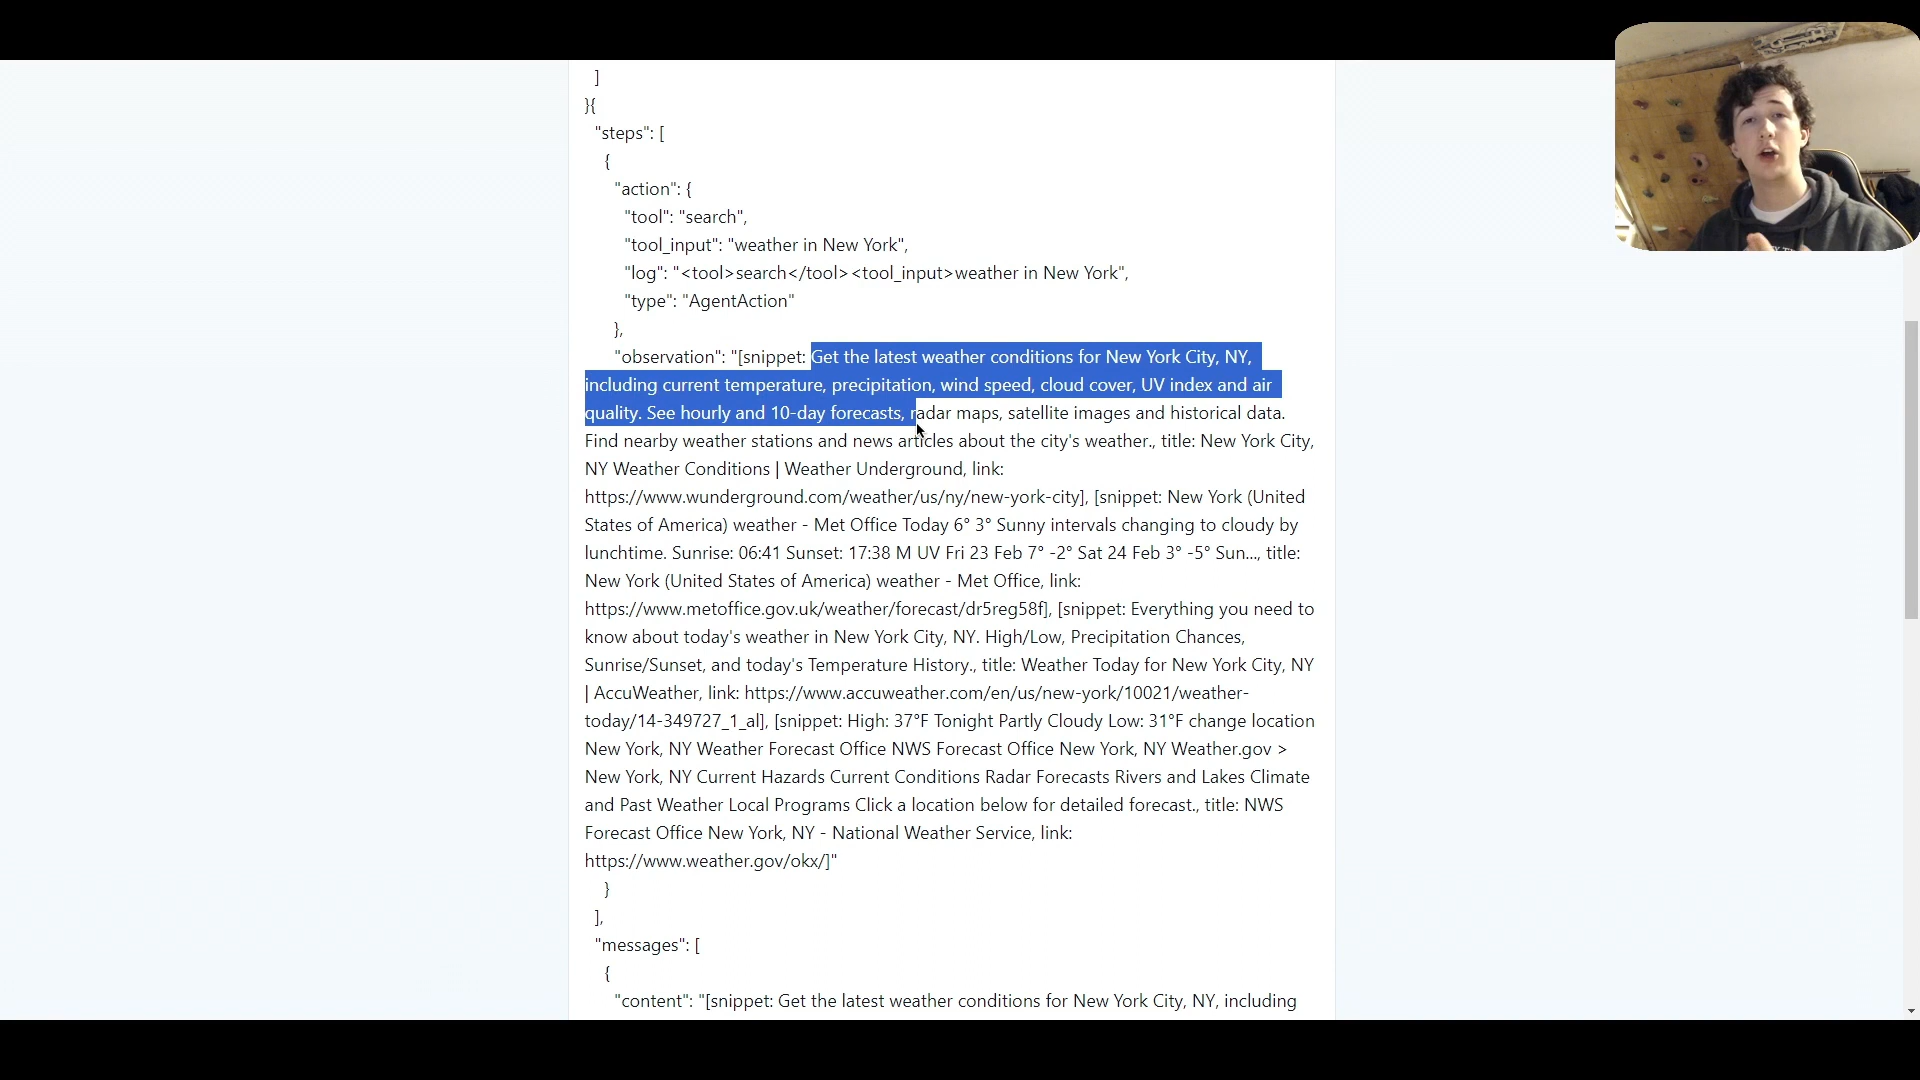 ]
}{
"steps": [
{
"action": {
"tool": "search",
"tool_input": "weather in New York",
"log": "<tool>search</tool><tool_input>weather in New York",
"type": "AgentAction"
},
"observation": "[snippet: Get the latest weather conditions for New York City, NY,
including current temperature, precipitation, wind speed, cloud cover, UV index and air
quality. See hourly and 10-day forecasts, radar maps, satellite images and historical data.
Find nearby weather stations and news articles about the city's weather., title: New York City,
NY Weather Conditions | Weather Underground, link:
https://www.wunderground.com/weather/us/ny/new-york-city], [snippet: New York (United
States of America) weather - Met Office Today 6° 3° Sunny intervals changing to cloudy by
lunchtime. Sunrise: 06:41 Sunset: 17:38 M UV Fri 23 Feb 7° -2° Sat 24 Feb 3° -5° Sun..., title:
New York (United States of America) weather - Met Office, link:
https://www.metoffice.gov.uk/weather/forecast/dr5reg58f], [snippet: Everything you need to
know about today's weather in New York City, NY. High/Low, Precipitation Chances,
Sunrise/Sunset, and today's Temperature History., title: Weather Today for New York City, NY
| AccuWeather, link: https://www.accuweather.com/en/us/new-york/10021/weather-
today/14-349727_1_al], [snippet: High: 37°F Tonight Partly Cloudy Low: 31°F change location
New York, NY Weather Forecast Office NWS Forecast Office New York, NY Weather.gov >
New York, NY Current Hazards Current Conditions Radar Forecasts Rivers and Lakes Climate
and Past Weather Local Programs Click a location below for detailed forecast., title: NWS
Forecast Office New York, NY - National Weather Service, link:
https://www.weather.gov/okx/]"
}
],
"messages": [
{
"content": "[snippet: Get the latest weather conditions for New York City, NY, including